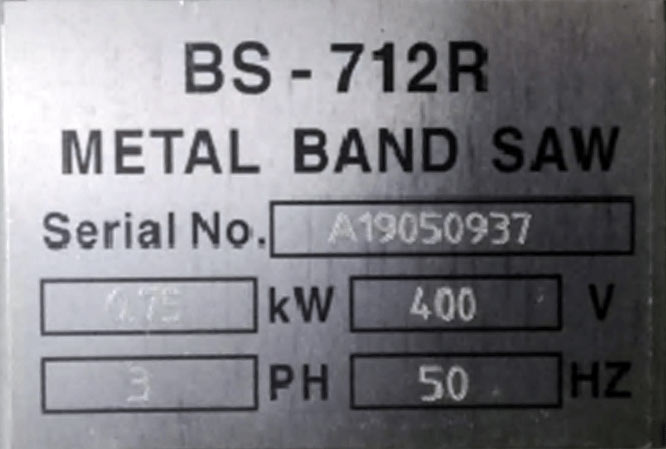 BS - 712R
METAL BAND SAW
Serial No. A19050937
0.75 kW 400 V
3 PH 50 HZ